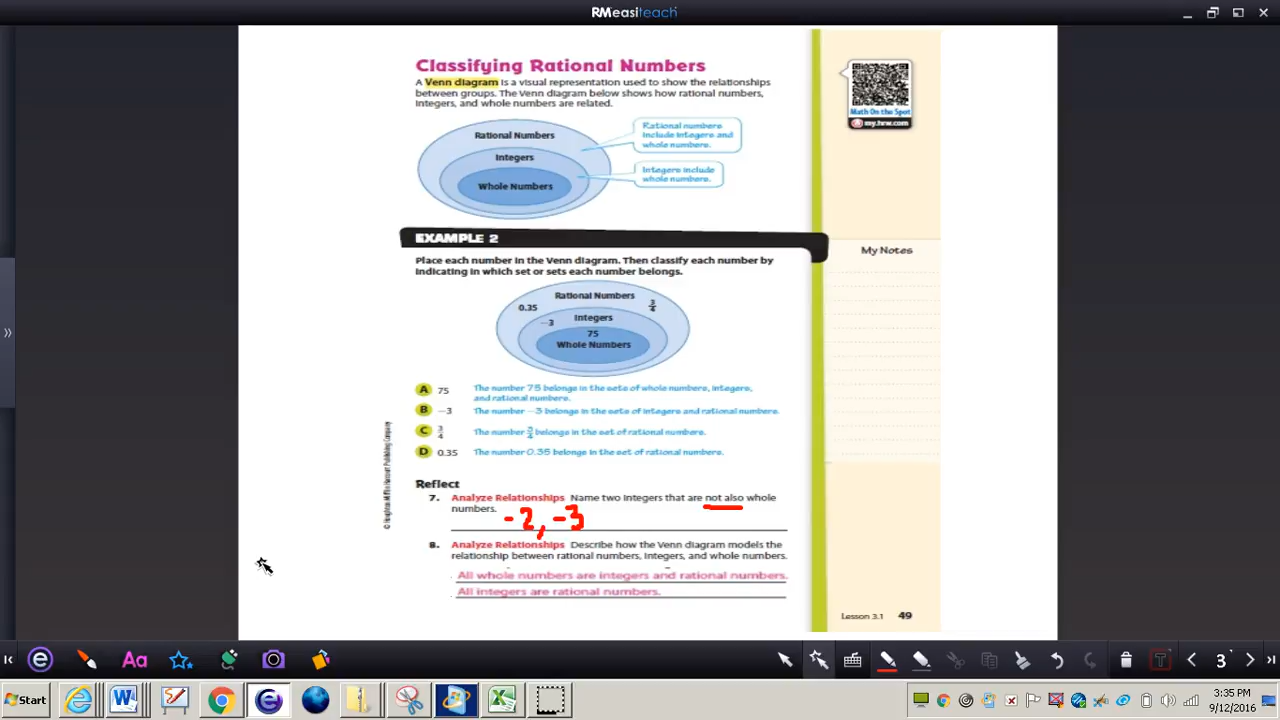 RMeasiteach
Classifying Rational Numbers
A Venn diagram is a visual representation used to show the relationships
between groups. The Venn diagram below shows how rational numbers,
integers, and whole numbers are related.
Rational Numbers
Integers
Whole Numbers
Rational numbers
include integers and
whole numbers.
Integers include
whole numbers.
Math On the Spot
my.hrw.com
EXAMPLE 2
My Notes
Place each number in the Venn diagram. Then classify each number by
indicating in which set or sets each number belongs.
Rational Numbers
0.35
3/4
Integers
-3
75
Whole Numbers
A 75 The number 75 belongs in the sets of whole numbers, integers,
and rational numbers.
B -3 The number -3 belongs in the sets of integers and rational numbers.
C 3/4 The number 3/4 belongs in the set of rational numbers.
D 0.35 The number 0.35 belongs in the set of rational numbers.
© Houghton Mifflin Harcourt Publishing Company
Reflect
7. Analyze Relationships Name two integers that are not also whole
numbers.
-2, -3
8. Analyze Relationships Describe how the Venn diagram models the
relationship between rational numbers, integers, and whole numbers.
All whole numbers are integers and rational numbers.
All integers are rational numbers.
Lesson 3.1 49
Aa
3
Start